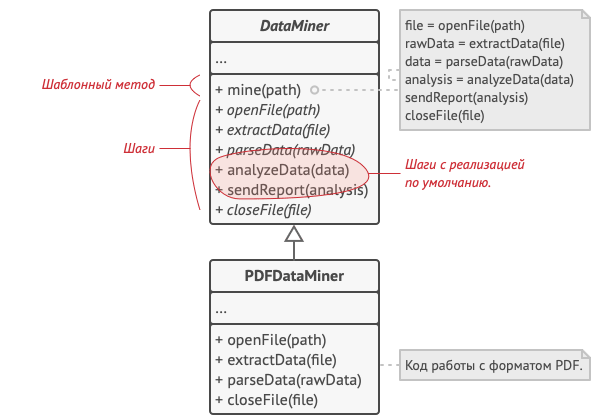 DataMiner
...
+ mine(path)
+ openFile(path)
+ extractData(file)
+ parseData(rawData)
+ analyzeData(data)
+ sendReport(analysis)
+ closeFile(file)
file = openFile(path)
rawData = extractData(file)
data = parseData(rawData)
analysis = analyzeData(data)
sendReport(analysis)
closeFile(file)
Шаблонный метод
Шаги
Шаги с реализацией
по умолчанию.
PDFDataMiner
...
+ openFile(path)
+ extractData(file)
+ parseData(rawData)
+ closeFile(file)
Код работы с форматом PDF.